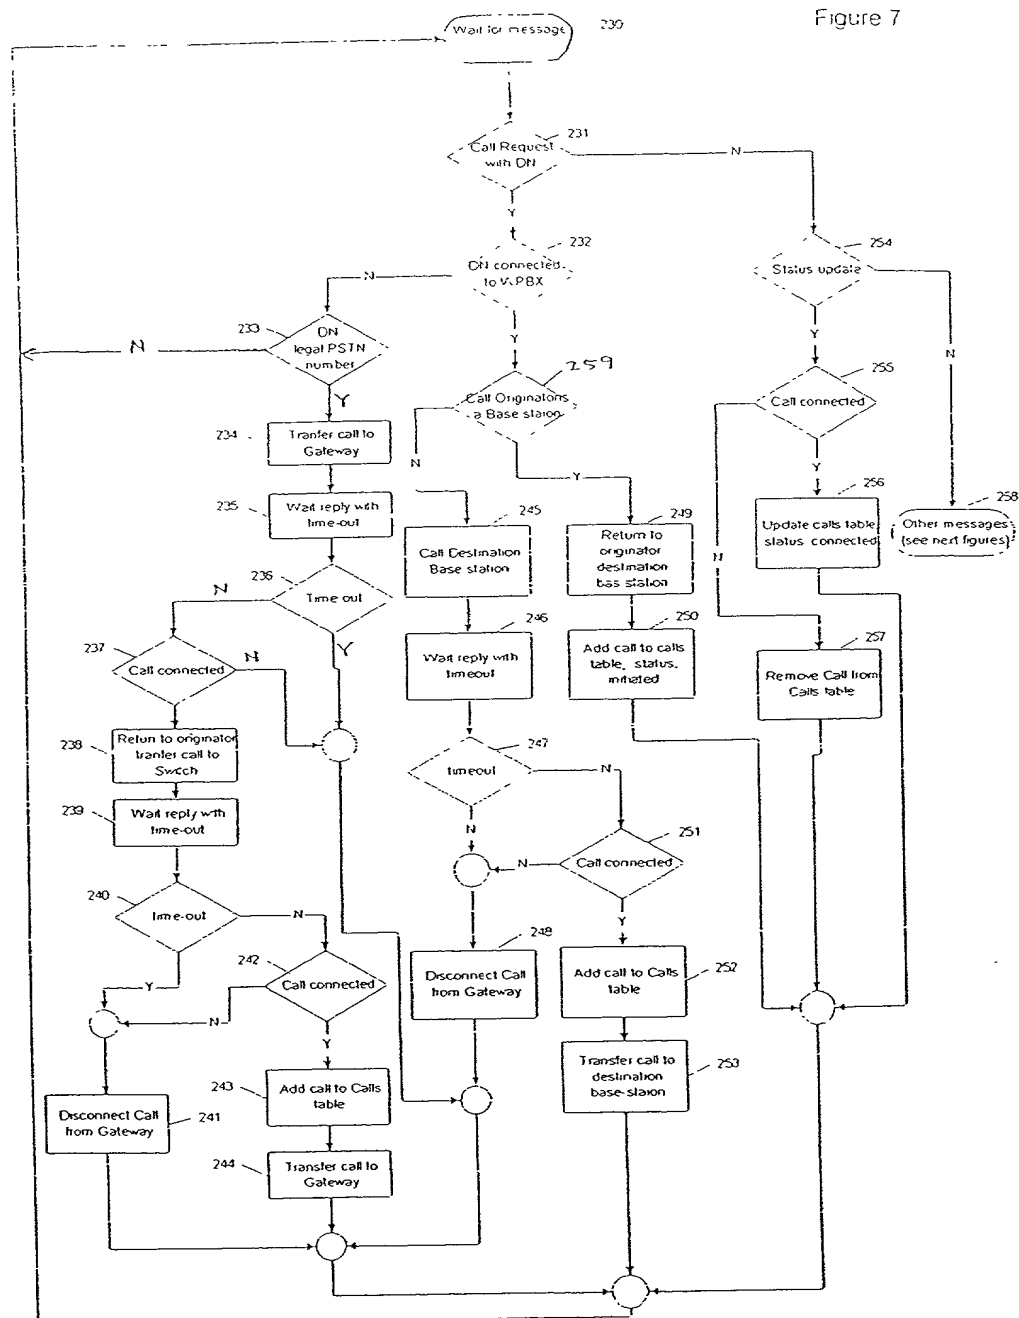 Figure 7
Wait for message
230
231
Call Request
with DN
N
Y
232
DN connected
to WPBX
N
254
Status update
Y
N
233
DN
legal PSTN
number
N
Y
Y
259
Call Originators
a Base staion
N
Y
255
Call connected
Y
N
234
Tranfer call to
Gateway
235
Wait reply with
time-out
236
Time out
N
Y
245
Call Destination
Base station
249
Return to
originator
destination
bas station
256
Update calls table,
status, connected
258
Other messages
(see next figures)
246
Wait reply with
timeout
250
Add call to calls
table, status,
initiated
257
Remove Call from
Calls table
237
Call connected
N
238
Return to originator
tranfer call to
Switch
239
Wait reply with
time-out
247
timeout
N
N
251
Call connected
N
Y
240
time-out
N
Y
242
Call connected
N
Y
248
Disconnect Call
from Gateway
252
Add call to Calls
table
253
Transfer call to
destination
base-staion
243
Add call to Calls
table
241
Disconnect Call
from Gateway
244
Transfer call to
Gateway